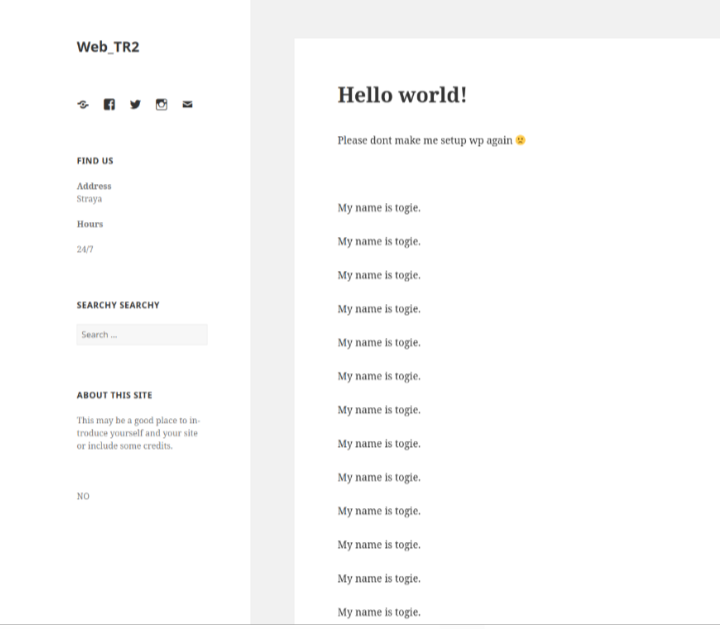 Web_TR2
FIND US
Address
Straya
Hours
24/7
SEARCHY SEARCHY
Search ...
ABOUT THIS SITE
This may be a good place to in-
troduce yourself and your site
or include some credits.
NO
Hello world!
Please dont make me setup wp again 🙁
My name is togie.
My name is togie.
My name is togie.
My name is togie.
My name is togie.
My name is togie.
My name is togie.
My name is togie.
My name is togie.
My name is togie.
My name is togie.
My name is togie.
My name is togie.